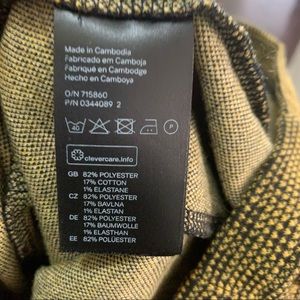 Made in Cambodia
Fabricado em Camboja
Fabriqué en Cambodge
Hecho en Camboya
O/N 715860
P/N 0344089 2
40
P
clevercare.info
GB 82% POLYESTER
17% COTTON
1% ELASTANE
CZ 82% POLYESTER
17% BAVLNA
1% ELASTAN
DE 82% POLYESTER
17% BAUMWOLLE
1% ELASTHAN
EE 82% POLÜESTER